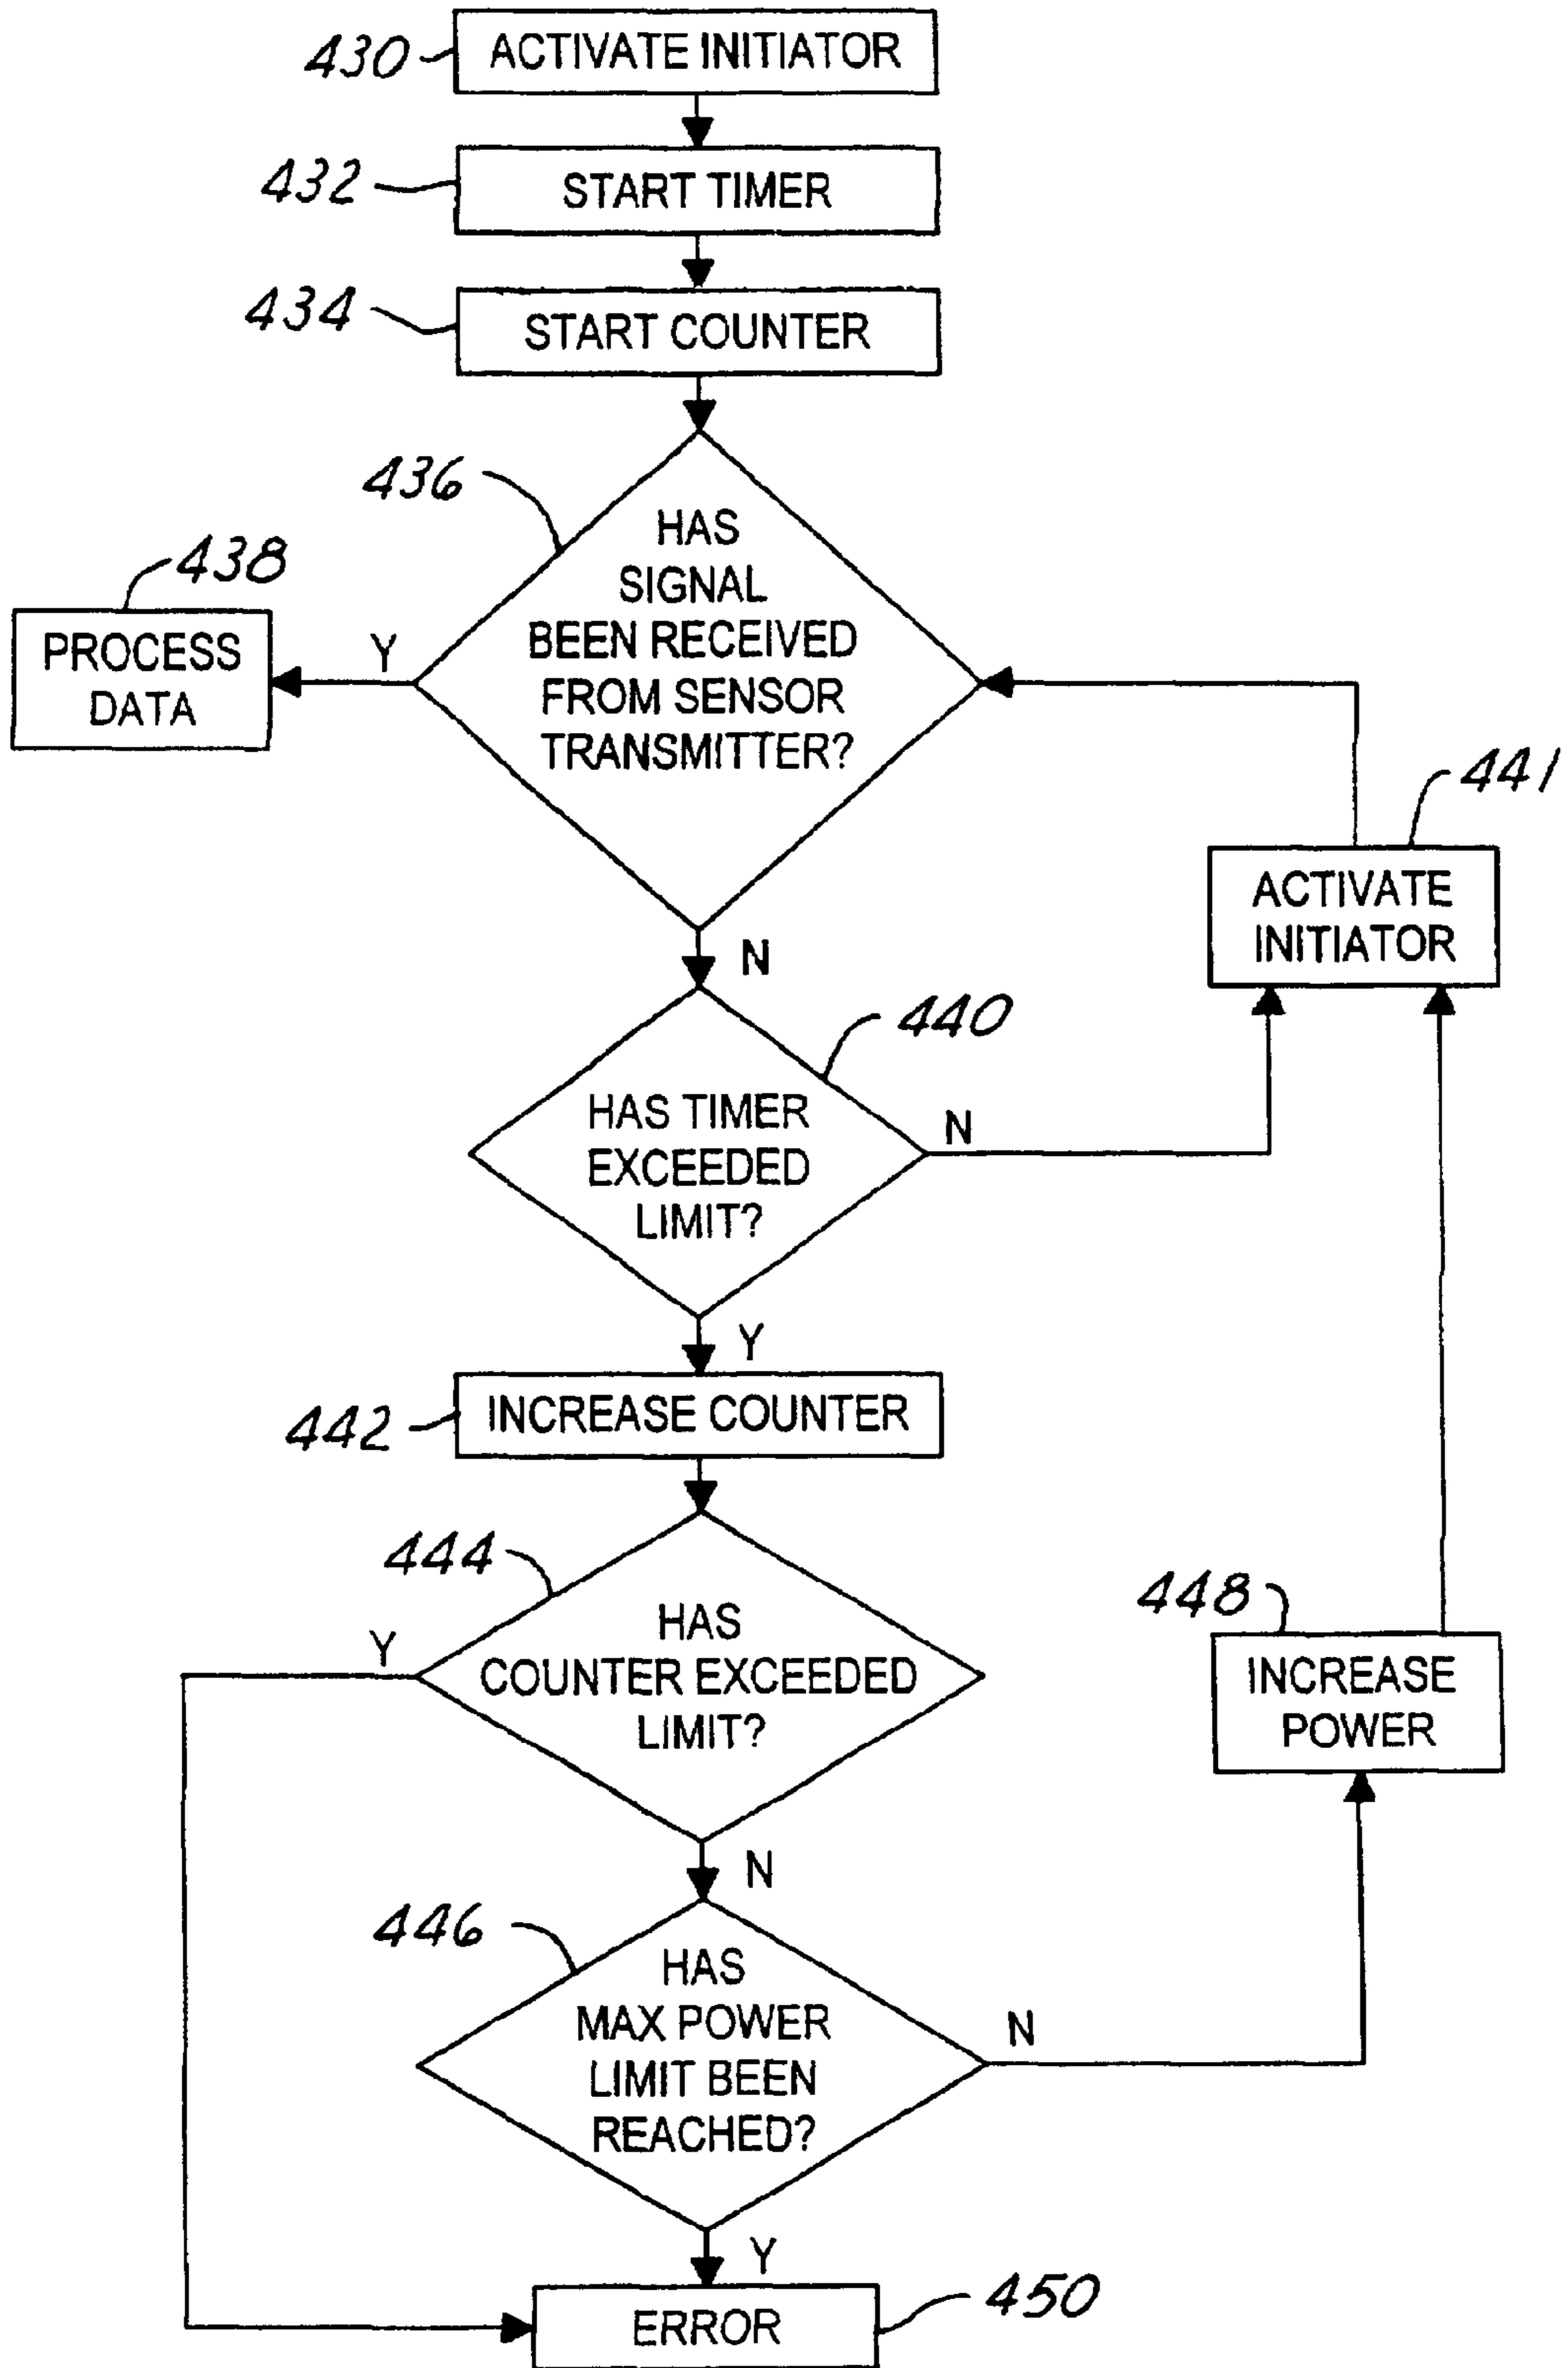 430
ACTIVATE INITIATOR
432
START TIMER
434
START COUNTER
436
HAS
SIGNAL
BEEN RECEIVED
FROM SENSOR
TRANSMITTER?
438
PROCESS
DATA
Y
441
ACTIVATE
INITIATOR
N
440
HAS TIMER
EXCEEDED
LIMIT?
N
Y
442
INCREASE COUNTER
444
HAS
COUNTER EXCEEDED
LIMIT?
Y
448
INCREASE
POWER
N
446
HAS
MAX POWER
LIMIT BEEN
REACHED?
N
Y
ERROR
450